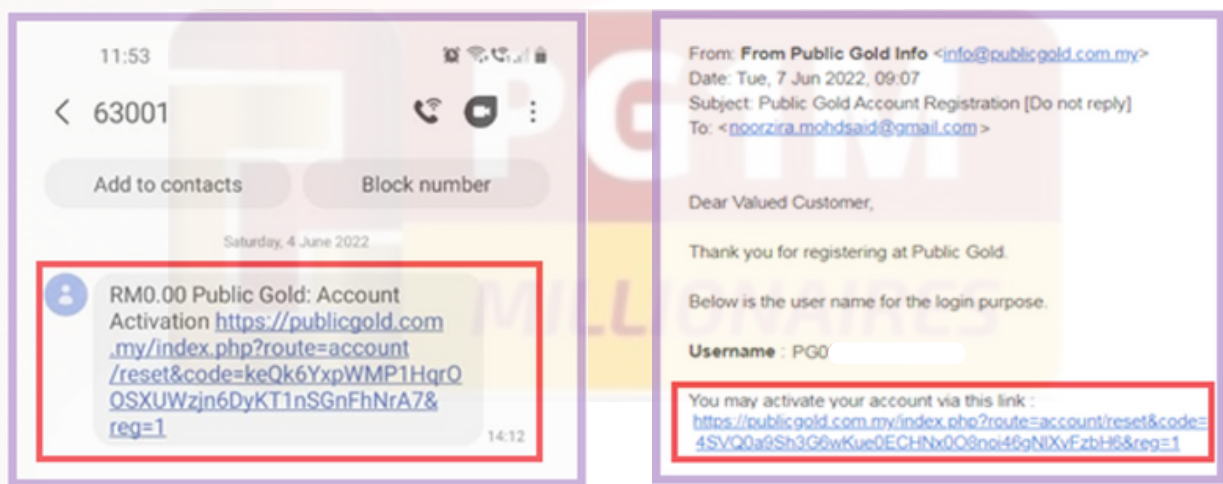 11:53
63001
Add to contacts
Block number
Saturday, 4 June 2022
RM0.00 Public Gold: Account
Activation https://publicgold.com
.my/index.php?route=account
/reset&code=keQk6YxpWMP1HqrO
OSXUWzjn6DyKT1nSGnFhNrA7&
reg=1
14:12
From: From Public Gold Info <info@publicgold.com.my>
Date: Tue, 7 Jun 2022, 09:07
Subject: Public Gold Account Registration [Do not reply]
To: <noorzira.mohdsaid@gmail.com>
Dear Valued Customer,
Thank you for registering at Public Gold.
Below is the user name for the login purpose.
Username : PG0
You may activate your account via this link :
https://publicgold.com.my/index.php?route=account/reset&code=
4SVQ0a9Sh3G6wKue0ECHNx0O8noi46gNlXvFzbH6&reg=1
PG1M
MILLIONAIRES